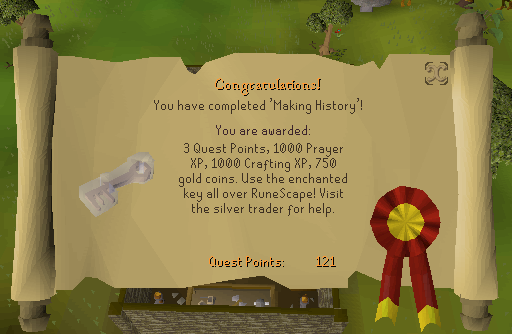 Congratulations!
You have completed 'Making History'!
You are awarded:
3 Quest Points, 1000 Prayer
XP, 1000 Crafting XP, 750
gold coins. Use the enchanted
key all over RuneScape! Visit
the silver trader for help.
Quest Points: 121